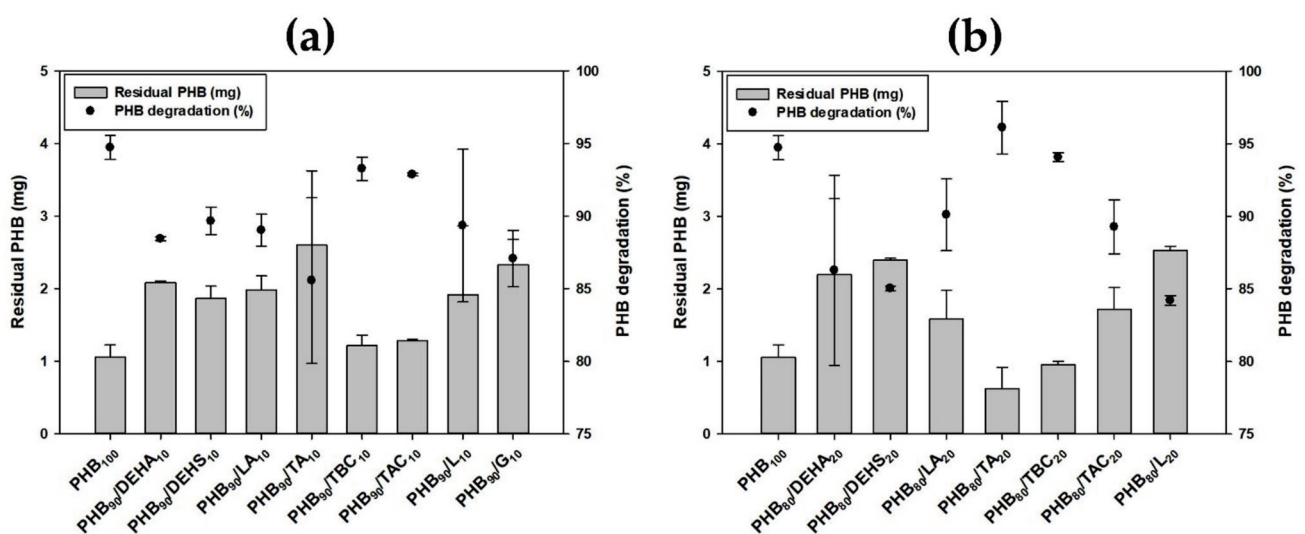 (a)
5
4
3
2
1
0
Residual PHB (mg)
Residual PHB (mg)
PHB degradation (%)
100
95
90
85
80
75
PHB degradation (%)
PHB₁₀₀
PHB₉₀/DEHA₁₀
PHB₉₀/DEHS₁₀
PHB₉₀/LA₁₀
PHB₉₀/TA₁₀
PHB₉₀/TBC₁₀
PHB₉₀/TAC₁₀
PHB₉₀/L₁₀
PHB₉₀/G₁₀
(b)
5
4
3
2
1
0
Residual PHB (mg)
Residual PHB (mg)
PHB degradation (%)
100
95
90
85
80
75
PHB degradation (%)
PHB₁₀₀
PHB₈₀/DEHA₂₀
PHB₈₀/DEHS₂₀
PHB₈₀/LA₂₀
PHB₈₀/TA₂₀
PHB₈₀/TBC₂₀
PHB₈₀/TAC₂₀
PHB₈₀/L₂₀